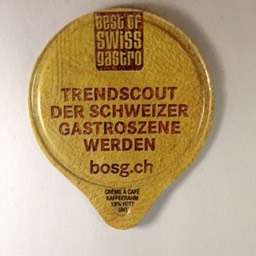 BEST OF
SWISS
gastro
TRENDSCOUT
DER SCHWEIZER
GASTROSZENE
WERDEN
bosg.ch
CRÈME À CAFÉ
KAFFEERAHM
15% FETT
UHT